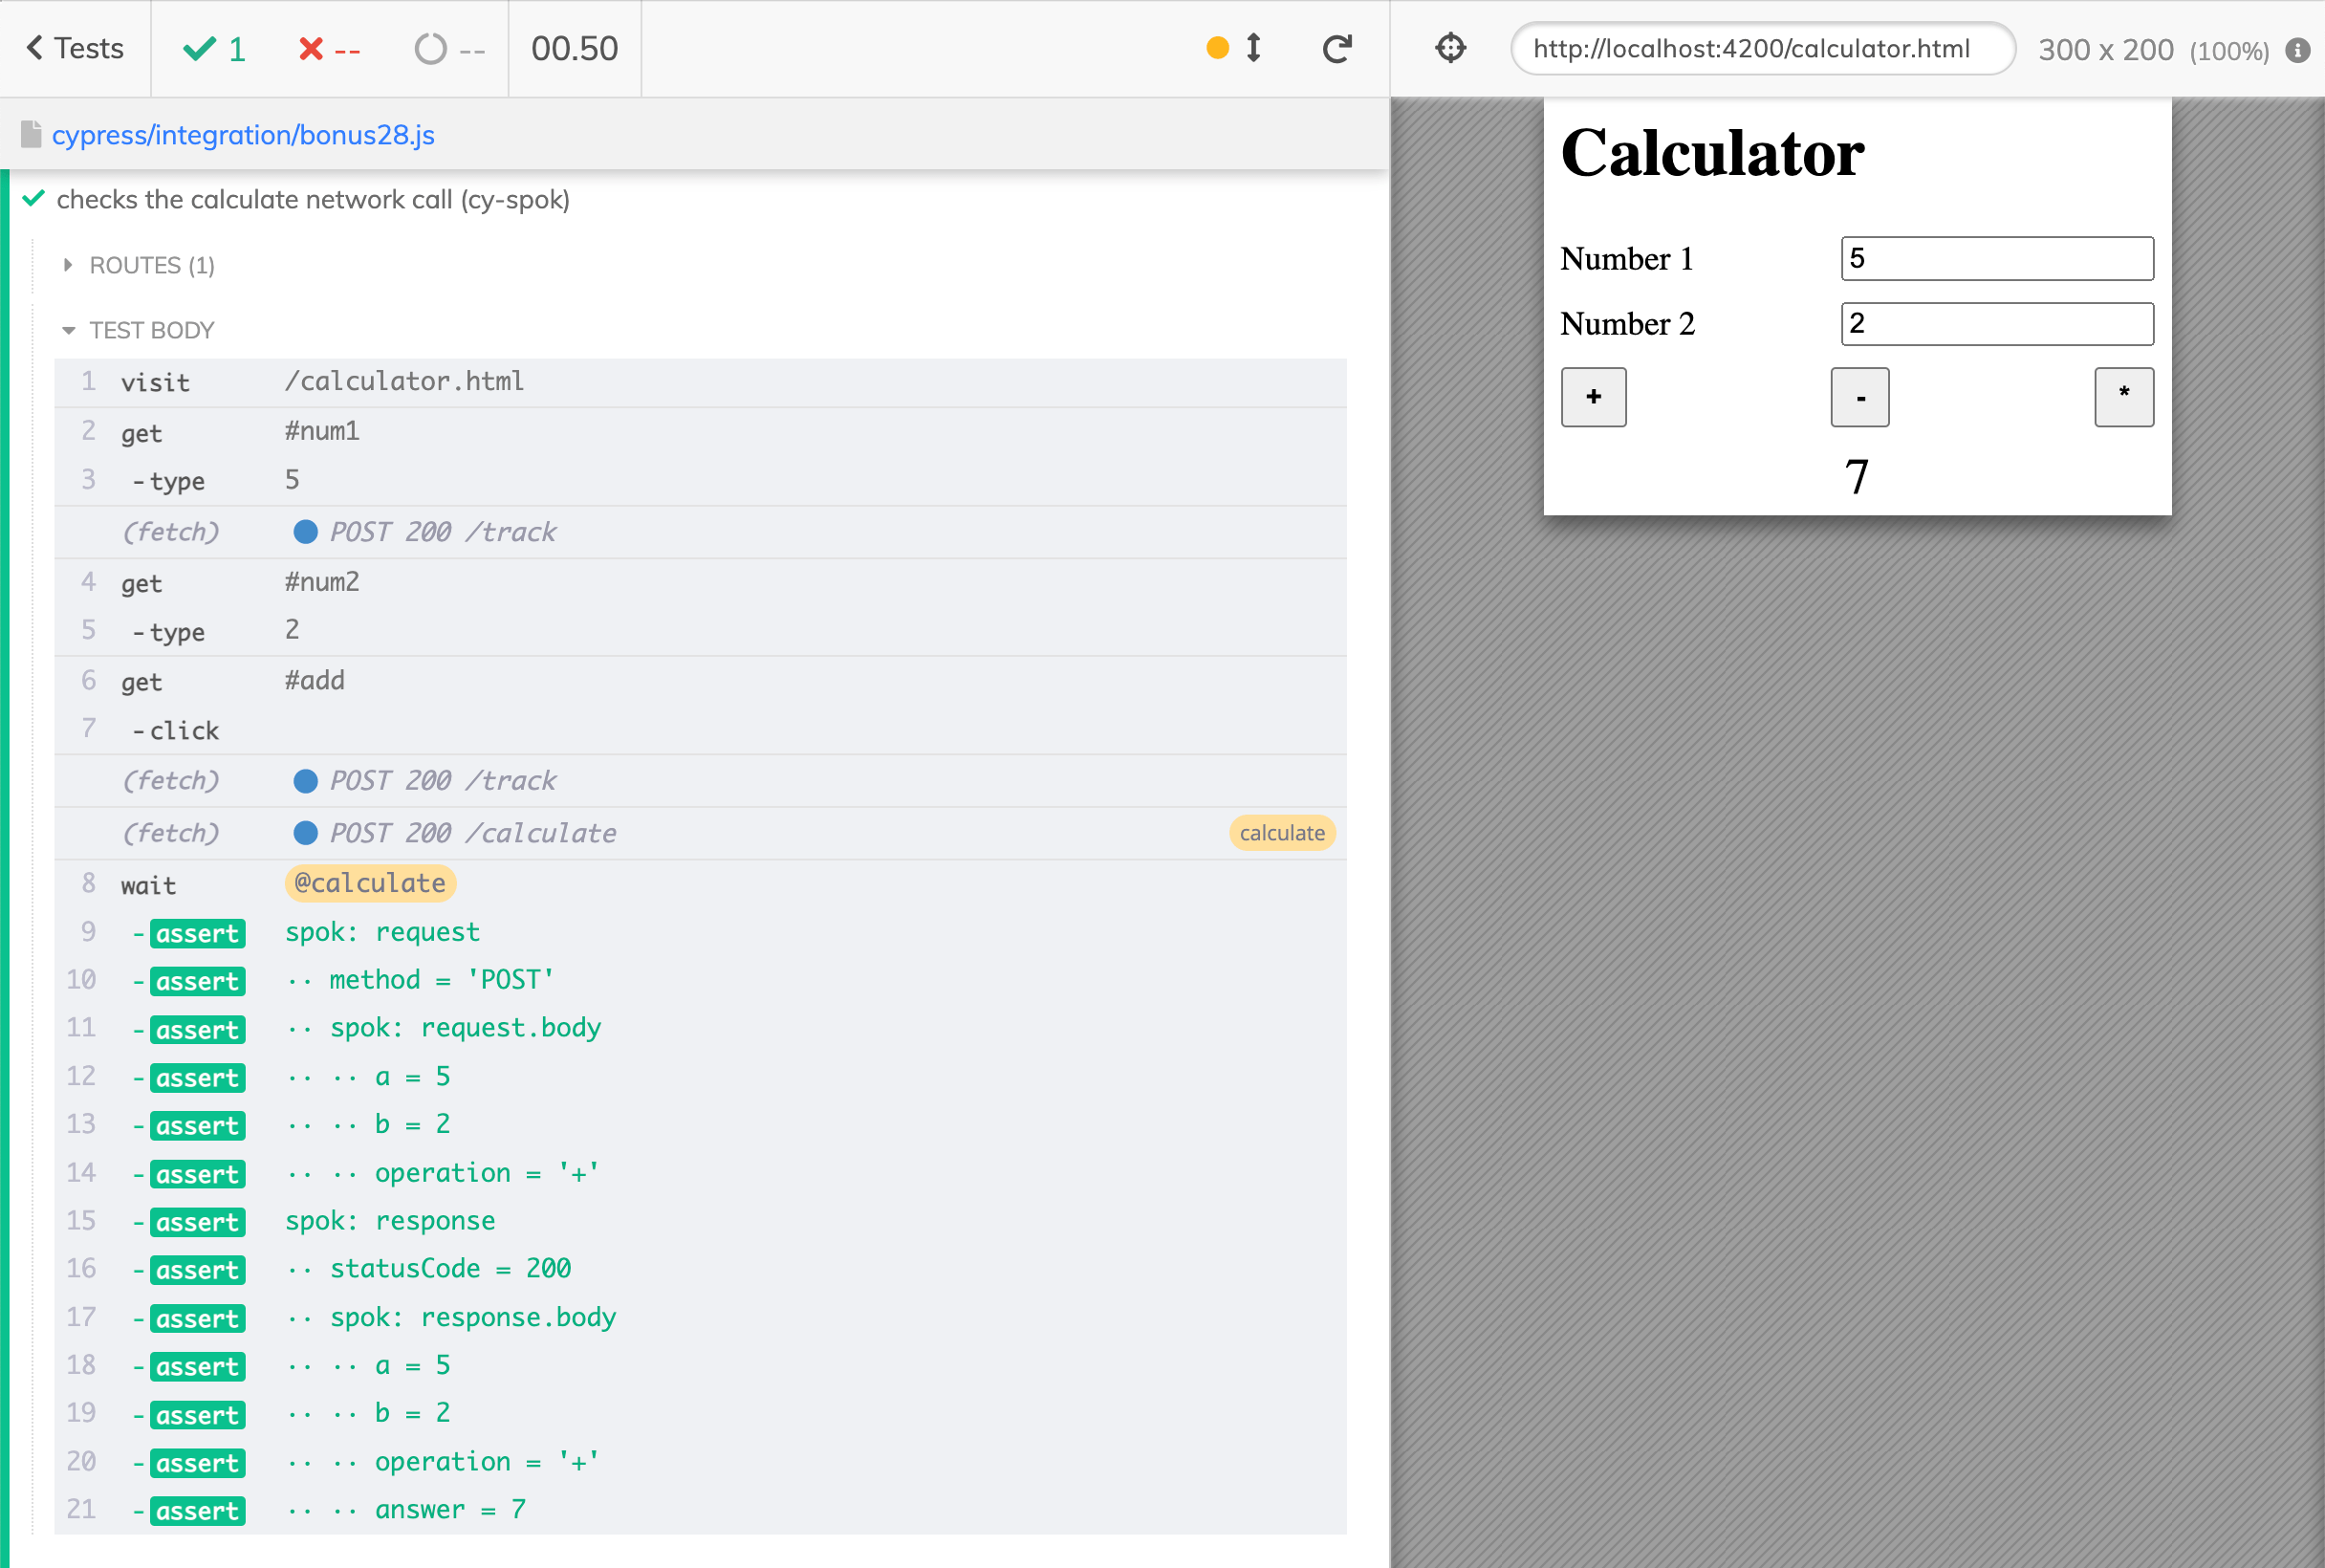 Tests 1 -- -- 00.50
cypress/integration/bonus28.js
checks the calculate network call (cy-spok)
ROUTES (1)
TEST BODY
1 visit /calculator.html
2 get #num1
3 -type 5
(fetch) POST 200 /track
4 get #num2
5 -type 2
6 get #add
7 -click
(fetch) POST 200 /track
(fetch) POST 200 /calculate calculate
8 wait @calculate
9 -assert spok: request
10 -assert ·· method = 'POST'
11 -assert ·· spok: request.body
12 -assert ·· ·· a = 5
13 -assert ·· ·· b = 2
14 -assert ·· ·· operation = '+'
15 -assert spok: response
16 -assert ·· statusCode = 200
17 -assert ·· spok: response.body
18 -assert ·· ·· a = 5
19 -assert ·· ·· b = 2
20 -assert ·· ·· operation = '+'
21 -assert ·· ·· answer = 7
http://localhost:4200/calculator.html 300 x 200 (100%)
Calculator
Number 1 5
Number 2 2
+ - *
7